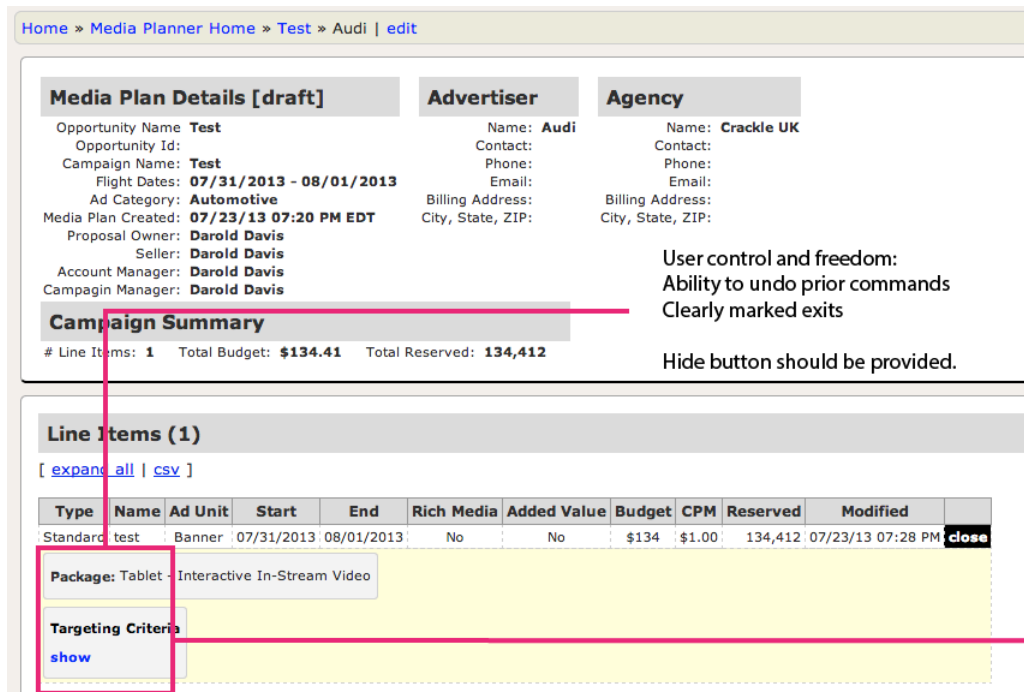 Home » Media Planner Home » Test » Audi | edit
Media Plan Details [draft]
Opportunity Name Test
Opportunity Id:
Campaign Name: Test
Flight Dates: 07/31/2013 - 08/01/2013
Ad Category: Automotive
Media Plan Created: 07/23/13 07:20 PM EDT
Proposal Owner: Darold Davis
Seller: Darold Davis
Account Manager: Darold Davis
Campagin Manager: Darold Davis
Advertiser
Name: Audi
Contact:
Phone:
Email:
Billing Address:
City, State, ZIP:
Agency
Name: Crackle UK
Contact:
Phone:
Email:
Billing Address:
City, State, ZIP:
User control and freedom:
Ability to undo prior commands
Clearly marked exits
Hide button should be provided.
Campaign Summary
# Line Items: 1 Total Budget: $134.41 Total Reserved: 134,412
Line Items (1)
[ expand all | csv ]
Type Name Ad Unit Start End Rich Media Added Value Budget CPM Reserved Modified
Standard test Banner 07/31/2013 08/01/2013 No No $134 $1.00 134,412 07/23/13 07:28 PM close
Package: Tablet - Interactive In-Stream Video
Targeting Criteria
show